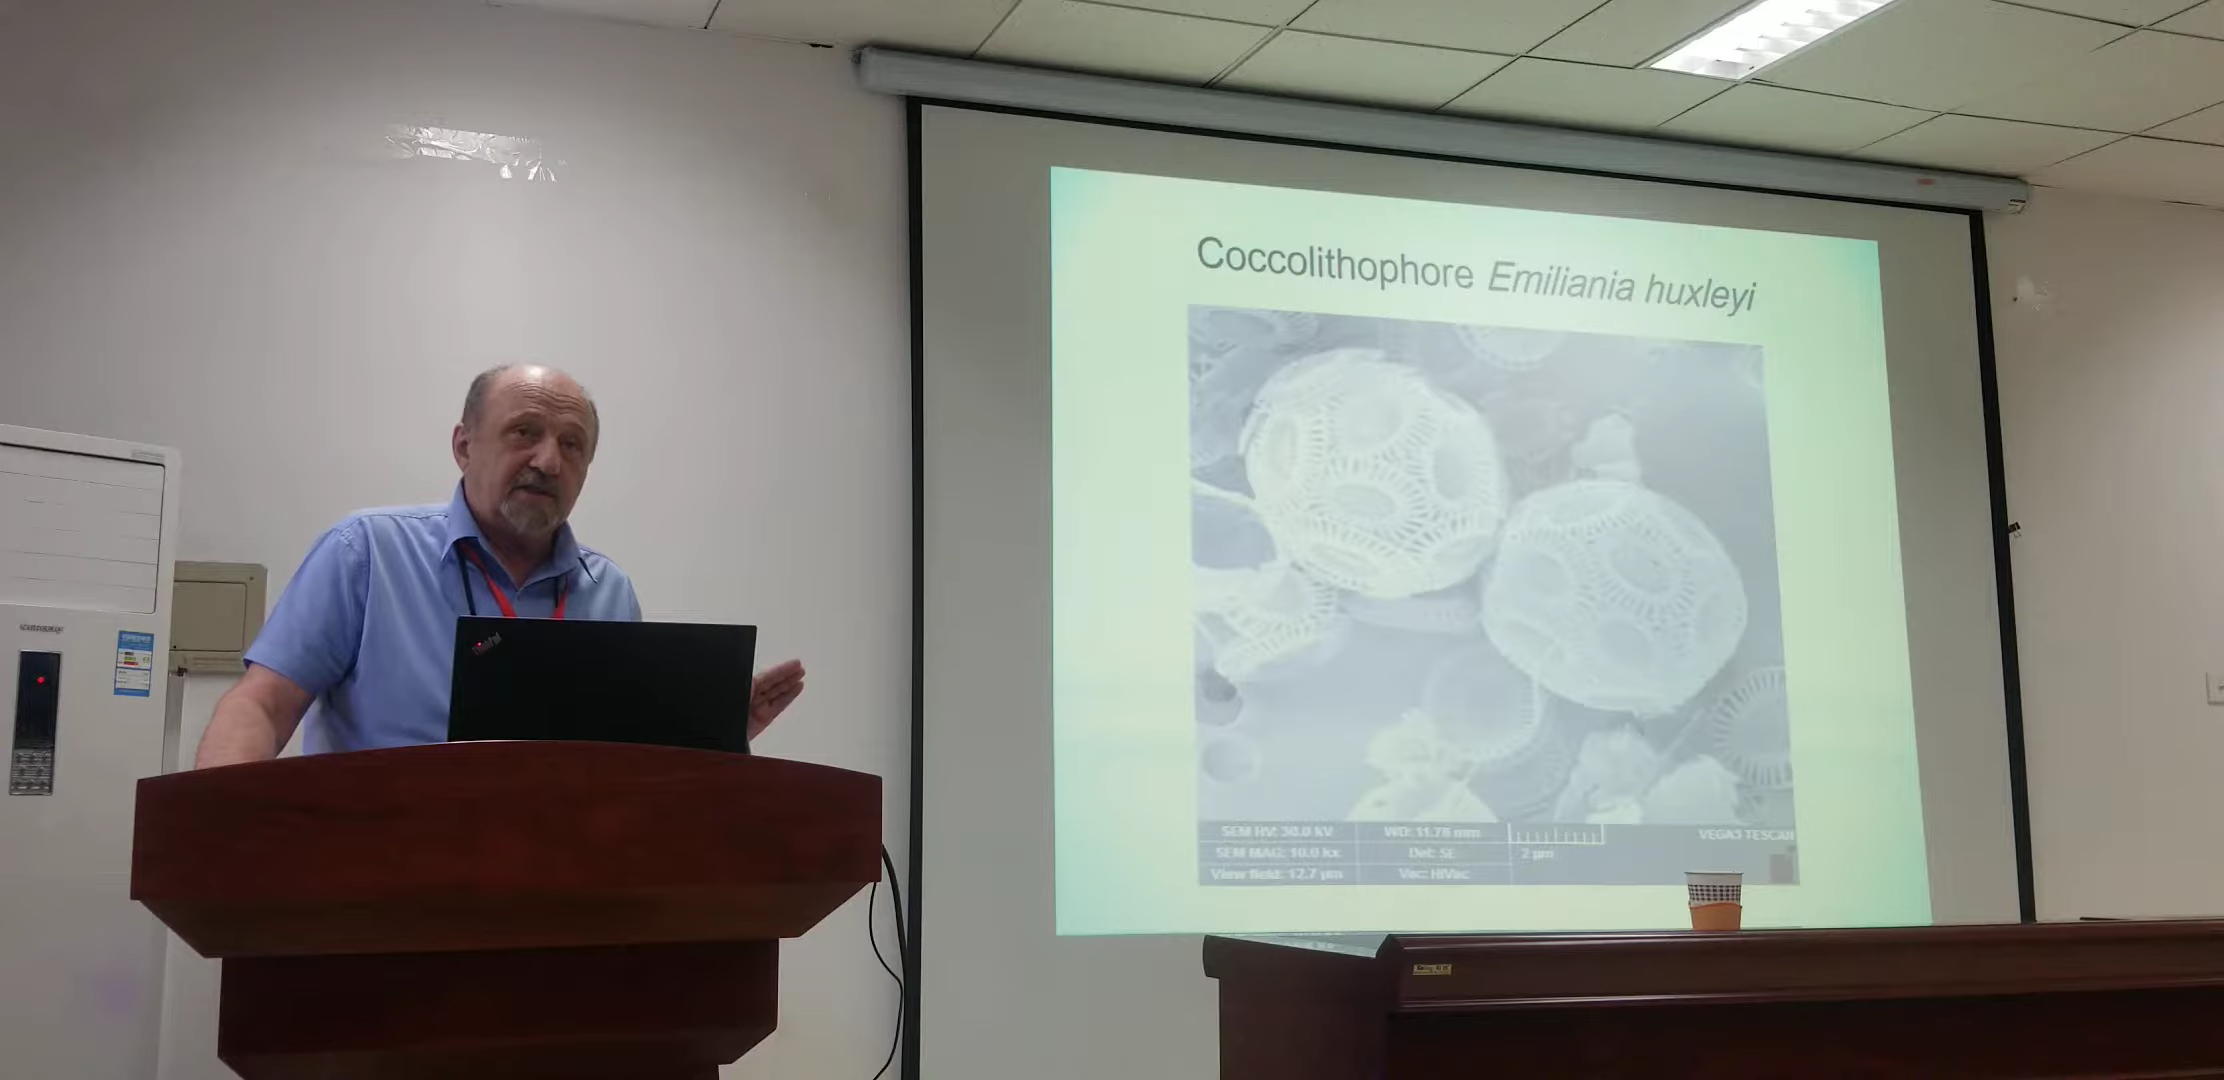 Coccolithophore Emiliania huxleyi
SEM HV: 30.0 kV
WD: 11.78 mm
VEGA3 TESCAN
SEM MAG: 10.0 kx
Det: SE
2 µm
View field: 12.7 µm
Vac: HiVac
ThinkPad